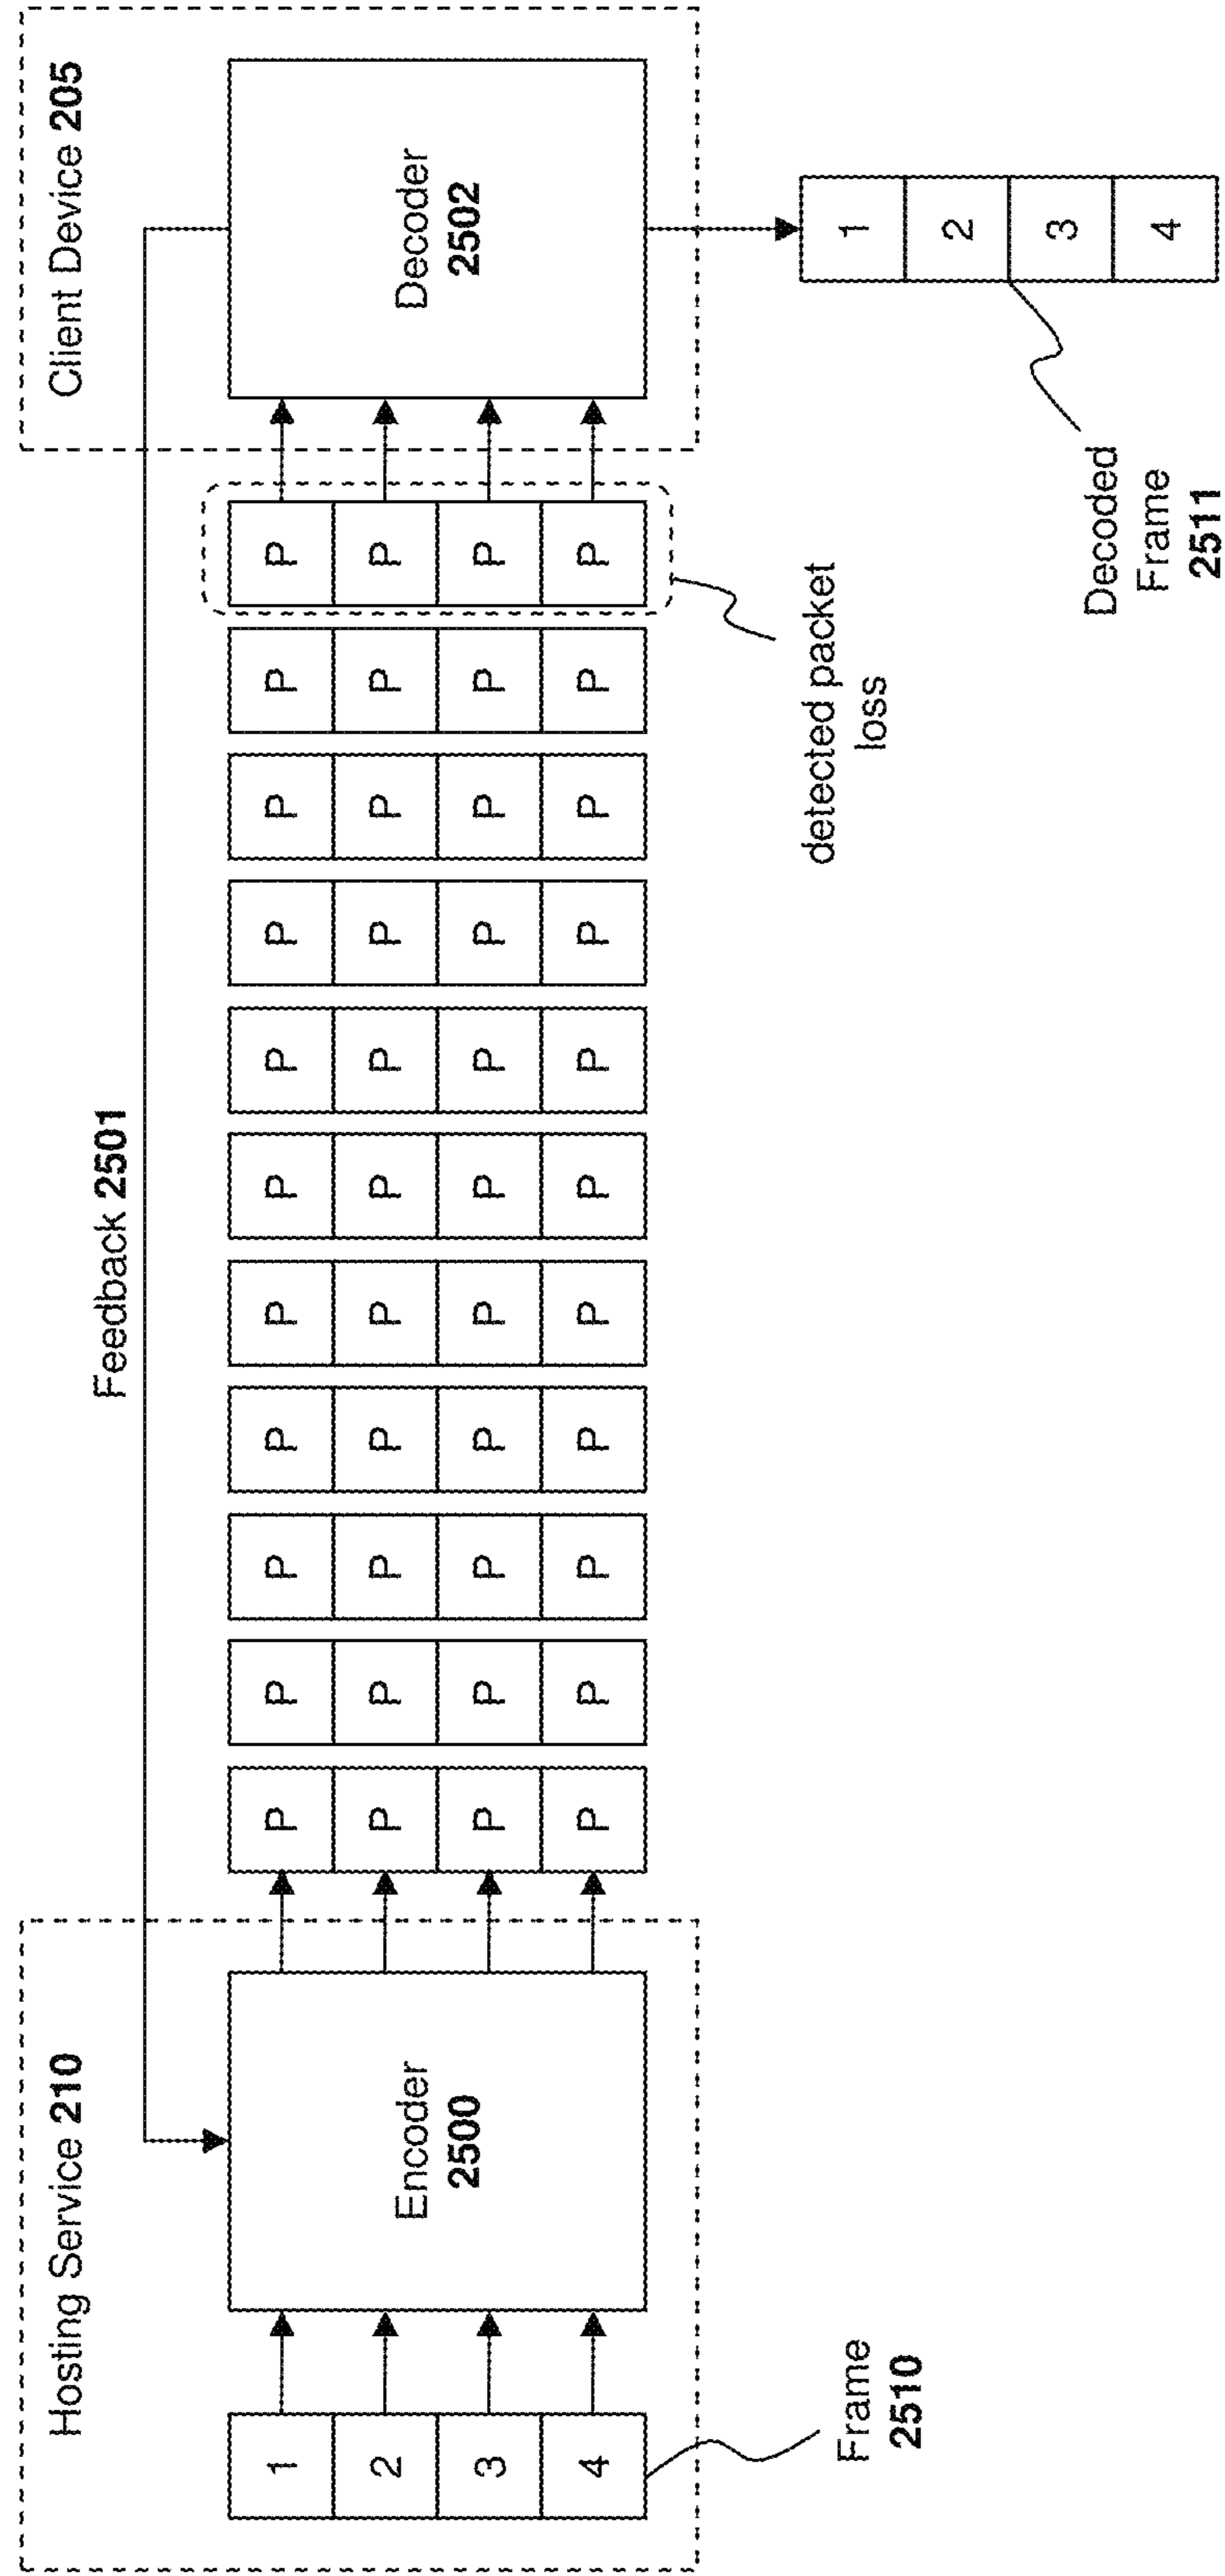 Hosting Service 210
Feedback 2501
Client Device 205
1
2
3
4
Encoder
2500
P P P P P P P P P P P
P P P P P P P P P P P
P P P P P P P P P P P
P P P P P P P P P P P
Decoder
2502
Frame
2510
detected packet
loss
1
2
3
4
Decoded
Frame
2511